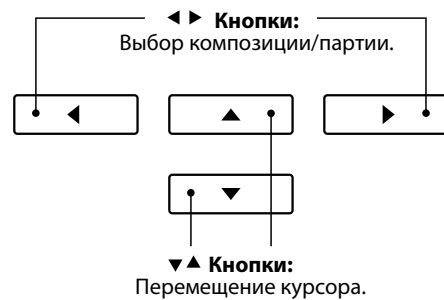 ◀ ▶ Кнопки:
Выбор композиции/партии.
▼▲ Кнопки:
Перемещение курсора.